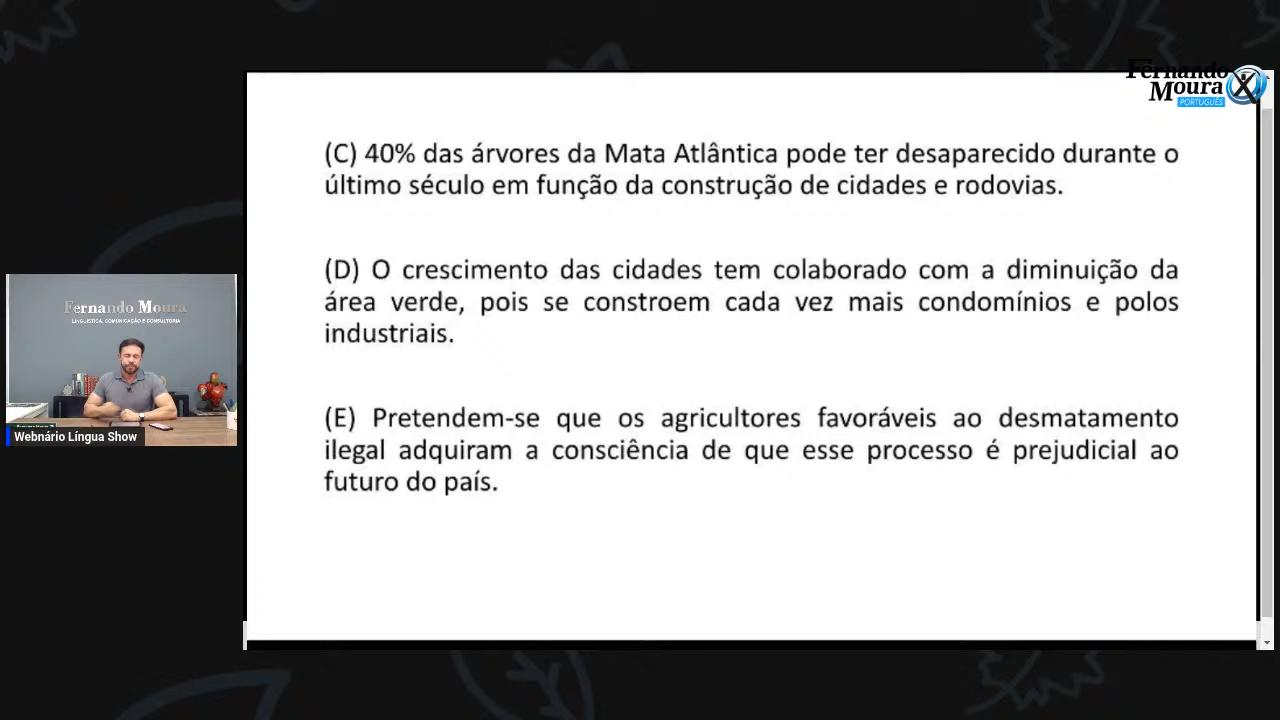 Fernando
Moura
PORTUGUÊS
(C) 40% das árvores da Mata Atlântica pode ter desaparecido durante o
último século em função da construção de cidades e rodovias.
(D) O crescimento das cidades tem colaborado com a diminuição da
área verde, pois se constroem cada vez mais condomínios e polos
industriais.
(E) Pretendem-se que os agricultores favoráveis ao desmatamento
ilegal adquiram a consciência de que esse processo é prejudicial ao
futuro do país.
Fernando Moura
LINGUÍSTICA, COMUNICAÇÃO E CONSULTORIA
Webnário Língua Show